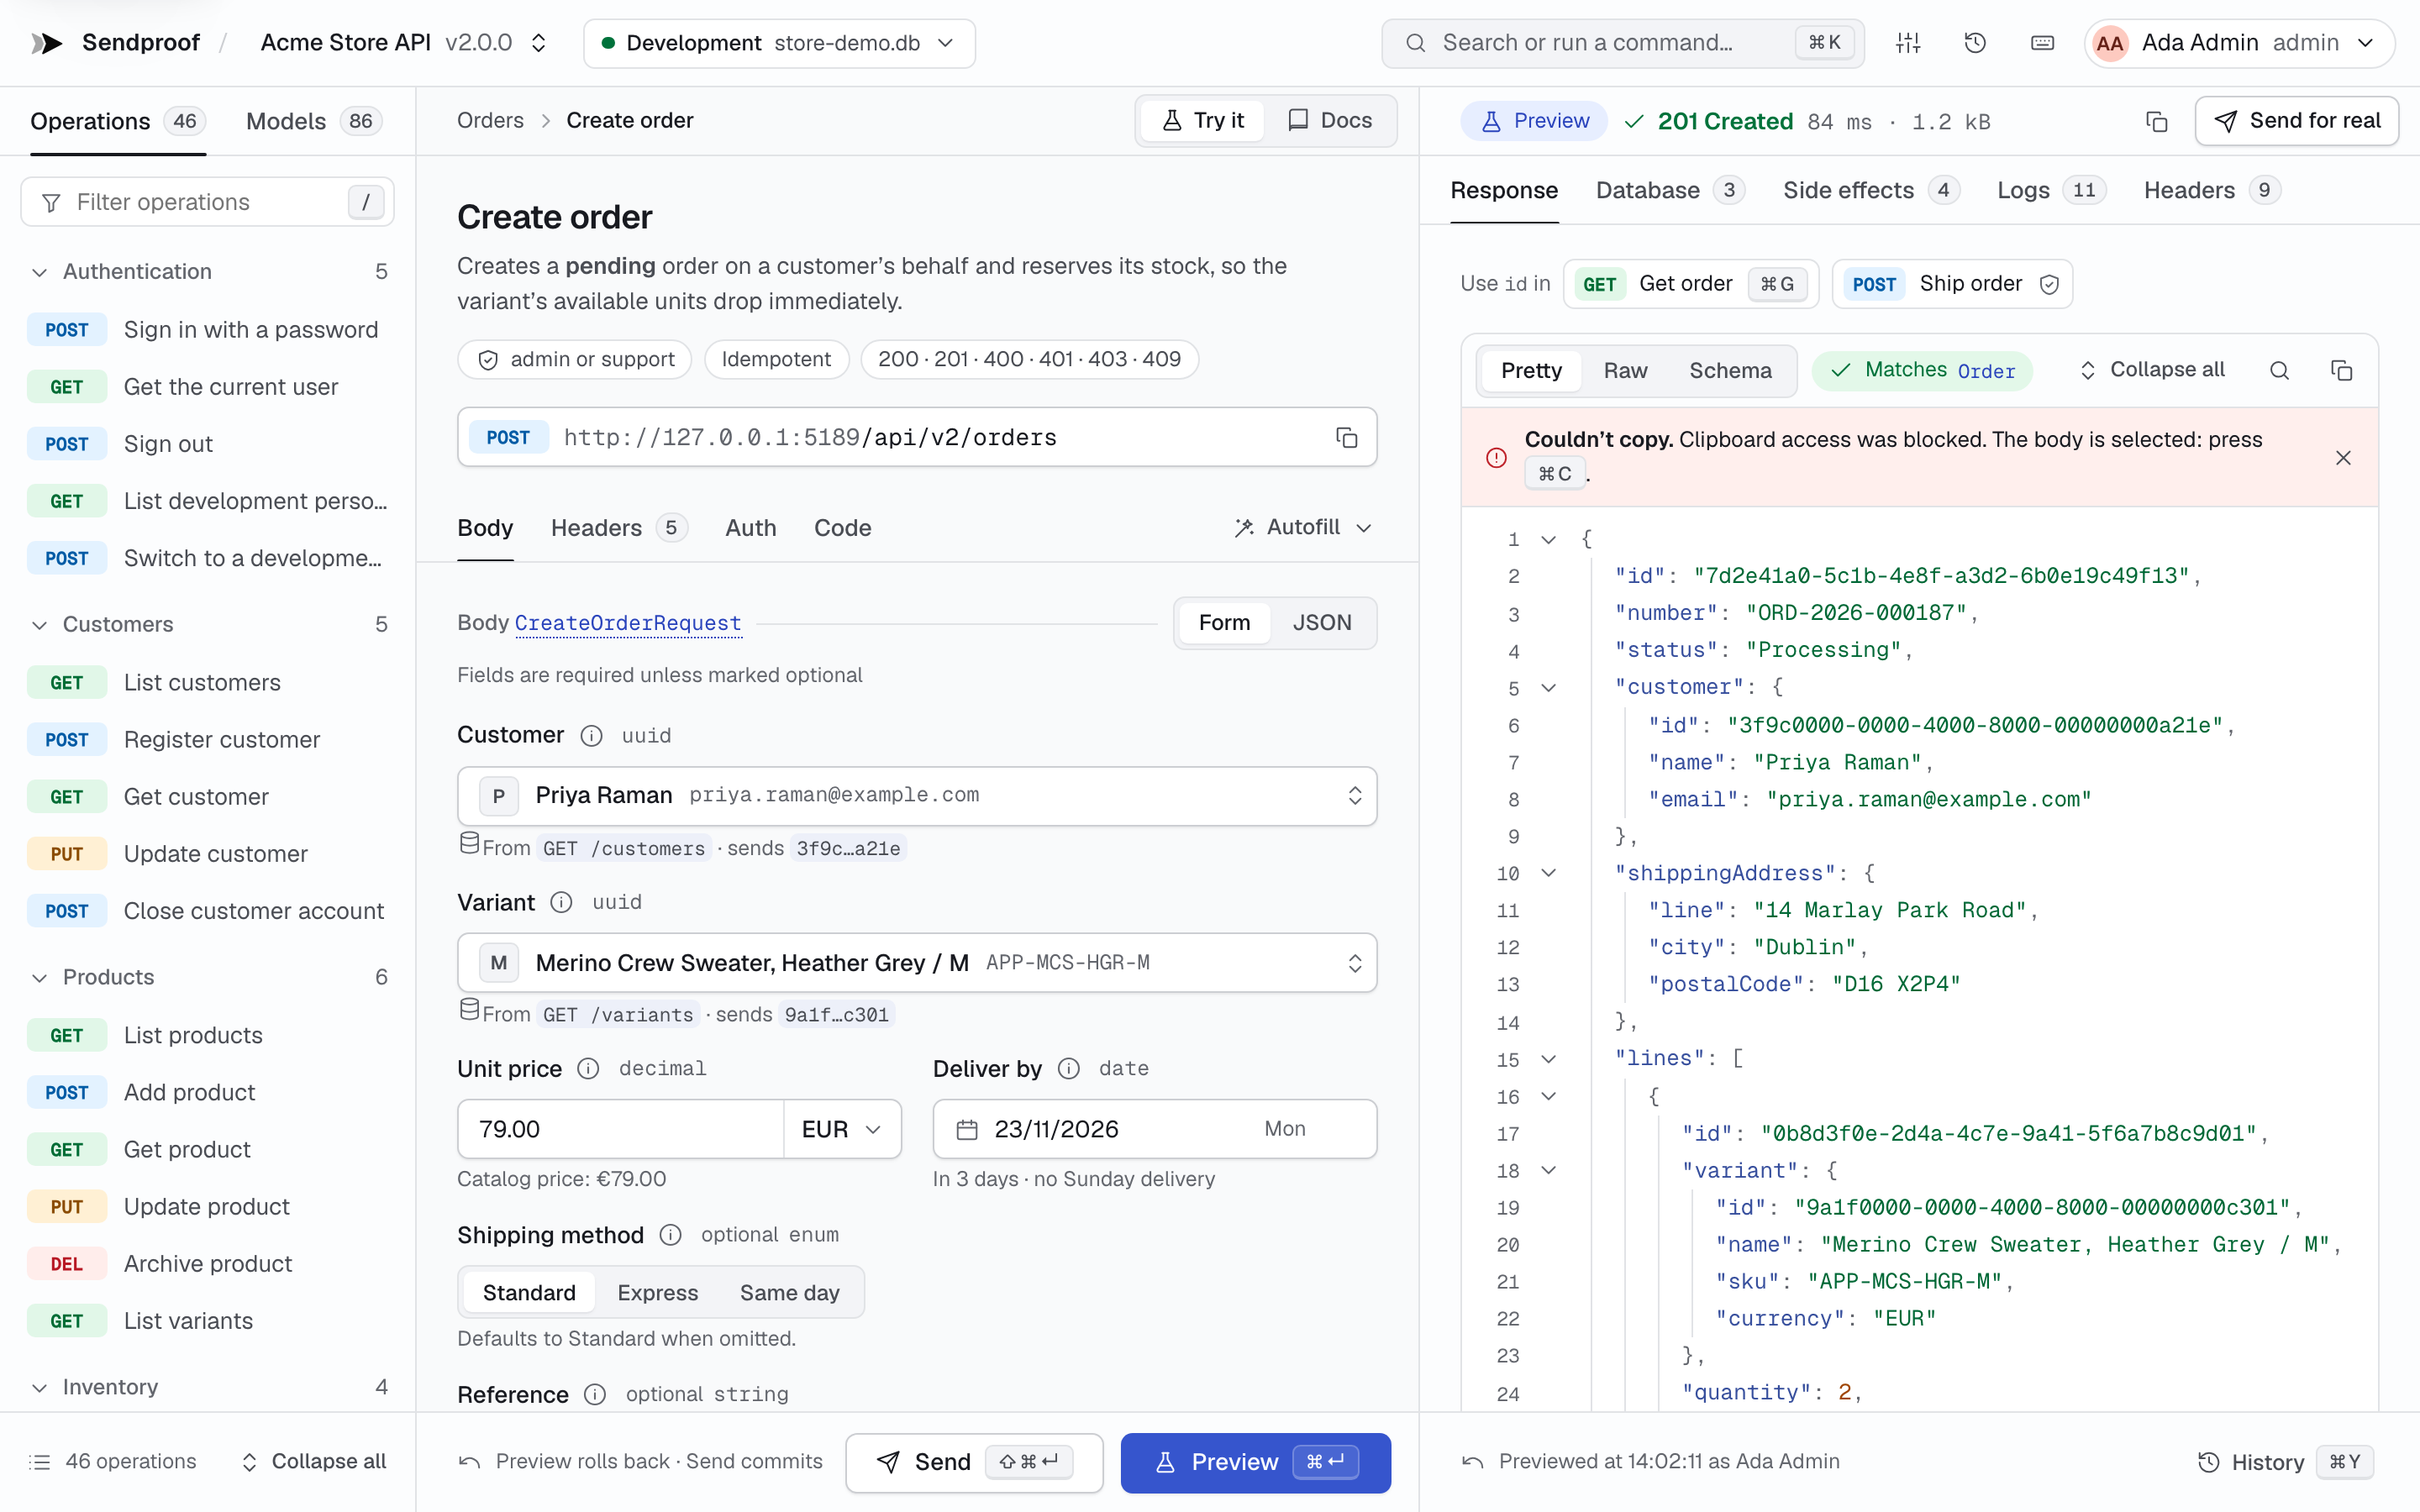 Sendproof / Acme Store API v2.0.0
Development store-demo.db
Search or run a command... ⌘K
AA Ada Admin admin
Operations 46 Models 86
Filter operations /
Authentication 5
POST Sign in with a password
GET Get the current user
POST Sign out
GET List development perso...
POST Switch to a developme...
Customers 5
GET List customers
POST Register customer
GET Get customer
PUT Update customer
POST Close customer account
Products 6
GET List products
POST Add product
GET Get product
PUT Update product
DEL Archive product
GET List variants
Inventory 4
46 operations Collapse all
Orders > Create order
Try it Docs
Create order
Creates a pending order on a customer’s behalf and reserves its stock, so the
variant’s available units drop immediately.
admin or support Idempotent 200 · 201 · 400 · 401 · 403 · 409
POST http://127.0.0.1:5189/api/v2/orders
Body Headers 5 Auth Code Autofill
Body CreateOrderRequest Form JSON
Fields are required unless marked optional
Customer uuid
P Priya Raman priya.raman@example.com
From GET /customers · sends 3f9c…a21e
Variant uuid
M Merino Crew Sweater, Heather Grey / M APP-MCS-HGR-M
From GET /variants · sends 9a1f…c301
Unit price decimal Deliver by date
79.00 EUR 23/11/2026 Mon
Catalog price: €79.00 In 3 days · no Sunday delivery
Shipping method optional enum
Standard Express Same day
Defaults to Standard when omitted.
Reference optional string
Preview rolls back · Send commits Send ⇧⌘↵ Preview ⌘↵
Preview 201 Created 84 ms · 1.2 kB Send for real
Response Database 3 Side effects 4 Logs 11 Headers 9
Use id in GET Get order ⌘G POST Ship order
Pretty Raw Schema Matches Order Collapse all
Couldn’t copy. Clipboard access was blocked. The body is selected: press
⌘C.
1 {
2 "id": "7d2e41a0-5c1b-4e8f-a3d2-6b0e19c49f13",
3 "number": "ORD-2026-000187",
4 "status": "Processing",
5 "customer": {
6 "id": "3f9c0000-0000-4000-8000-00000000a21e",
7 "name": "Priya Raman",
8 "email": "priya.raman@example.com"
9 },
10 "shippingAddress": {
11 "line": "14 Marlay Park Road",
12 "city": "Dublin",
13 "postalCode": "D16 X2P4"
14 },
15 "lines": [
16 {
17 "id": "0b8d3f0e-2d4a-4c7e-9a41-5f6a7b8c9d01",
18 "variant": {
19 "id": "9a1f0000-0000-4000-8000-00000000c301",
20 "name": "Merino Crew Sweater, Heather Grey / M",
21 "sku": "APP-MCS-HGR-M",
22 "currency": "EUR"
23 },
24 "quantity": 2,
Previewed at 14:02:11 as Ada Admin History ⌘Y